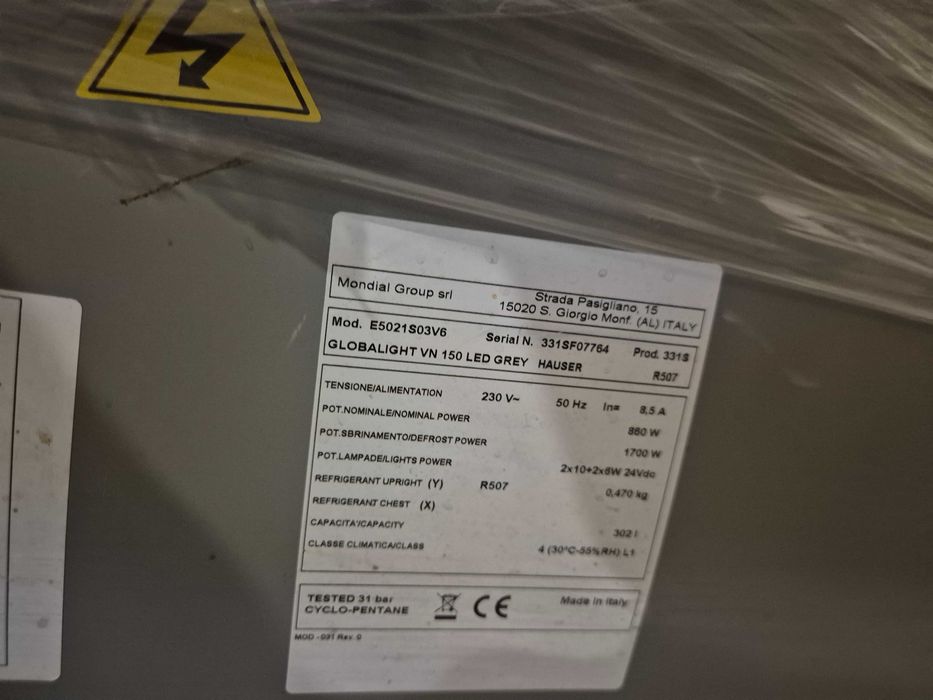 Mondial Group srl Strada Pasigliano, 15
15020 S. Giorgio Monf. (AL) ITALY
Mod. E5021S03V6 Serial N. 331SF07764 Prod. 331S
GLOBALIGHT VN 150 LED GREY HAUSER R507
TENSIONE/ALIMENTATION 230 V~ 50 Hz In= 8,5 A
POT.NOMINALE/NOMINAL POWER 860 W
POT.SBRINAMENTO/DEFROST POWER 1700 W
POT.LAMPADE/LIGHTS POWER 2x10+2x6W 24Vdc
REFRIGERANT UPRIGHT (Y) R507 0,470 kg
REFRIGERANT CHEST (X)
CAPACITA'/CAPACITY 302 l
CLASSE CLIMATICA/CLASS 4 (30°C-55%RH) L1
TESTED 31 bar
CYCLO-PENTANE CE Made in Italy
MOD - 091 Rev. 0